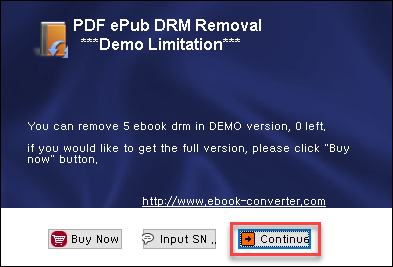 PDF ePub DRM Removal
***Demo Limitation***
You can remove 5 ebook drm in DEMO version, 0 left,
if you would like to get the full version, please click "Buy
now" button,
http://www.ebook-converter.com
Buy Now
Input SN ..
Continue